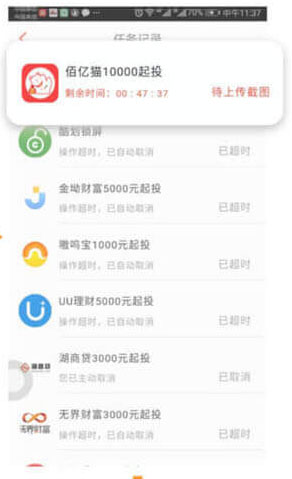 70% 中午11:37
任务记录
佰亿猫10000起投
剩余时间：00：47：37
待上传截图
酷划锁屏
操作超时，已自动取消
已超时
金坳财富5000元起投
操作超时，已自动取消
已超时
嗷鸣宝1000元起投
操作超时，已自动取消
已超时
UU理财5000元起投
操作超时，已自动取消
已超时
湖商贷3000元起投
您已主动取消
已取消
无界财富3000元起投
操作超时，已自动取消
已超时
无界财富